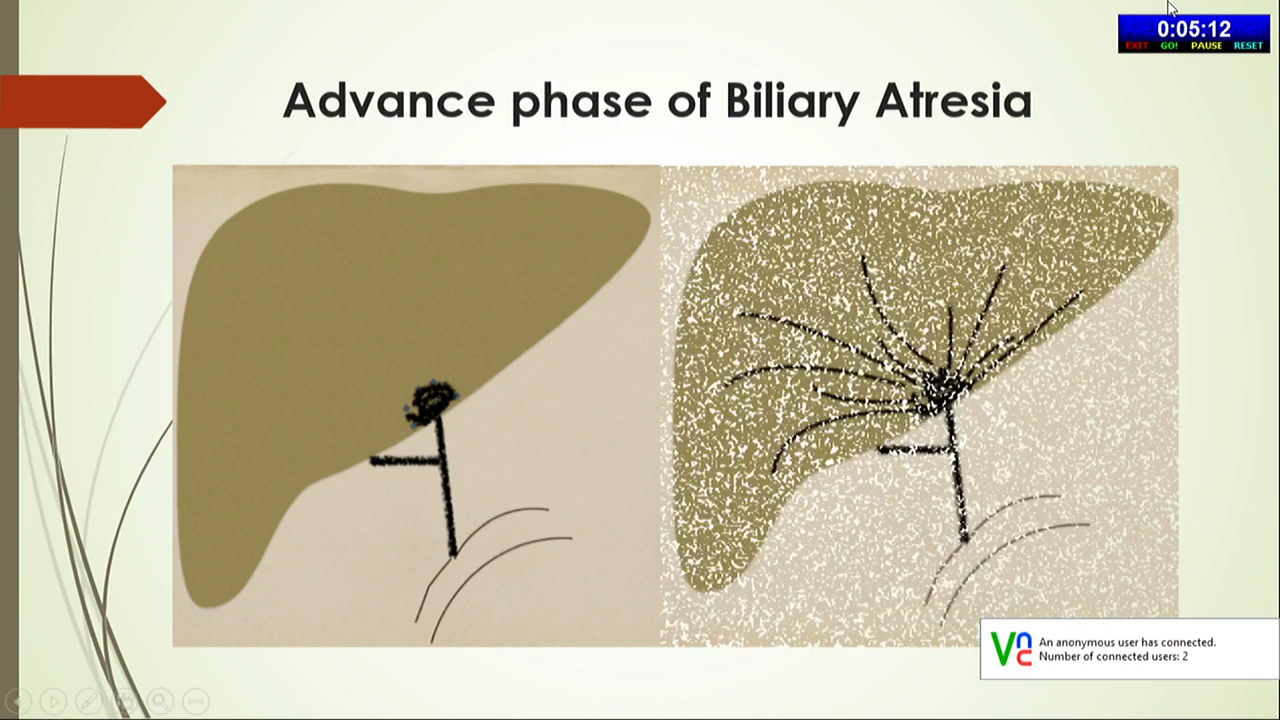 0:05:12
EXIT GO! PAUSE RESET
Advance phase of Biliary Atresia
VNC
An anonymous user has connected.
Number of connected users: 2